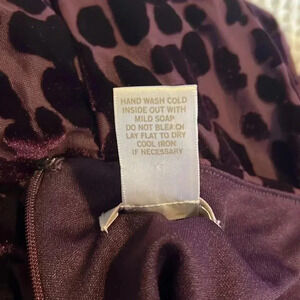 HAND WASH COLD
INSIDE OUT WITH
MILD SOAP
DO NOT BLEACH
LAY FLAT TO DRY
COOL IRON
IF NECESSARY